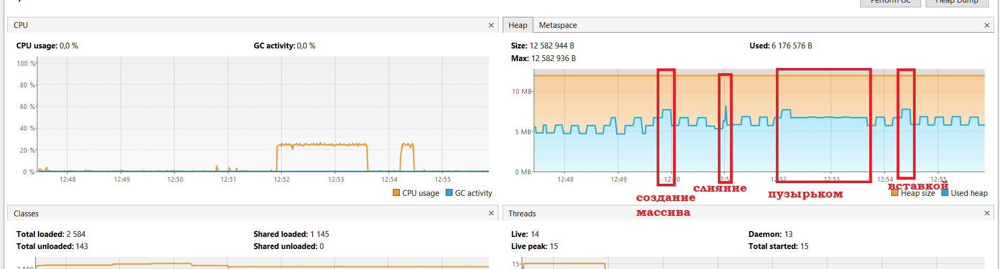 Perform GC
Heap Dump
CPU
Heap
Metaspace
CPU usage: 0,0 %
GC activity: 0,0 %
Size: 12 582 944 B
Used: 6 176 576 B
Max: 12 582 936 B
100 %
80 %
60 %
40 %
20 %
0 %
12:48
12:49
12:50
12:51
12:52
12:53
12:54
12:55
CPU usage
GC activity
10 MB
5 MB
0 MB
12:48
12:49
12:50
12:52
12:53
12:54
12:55
создание
массива
слияние
пузырьком
вставкой
Heap size
Used heap
Classes
Threads
Total loaded: 2 584
Shared loaded: 1 145
Total unloaded: 143
Shared unloaded: 0
Live: 14
Daemon: 13
Live peak: 15
Total started: 15
2 500
15